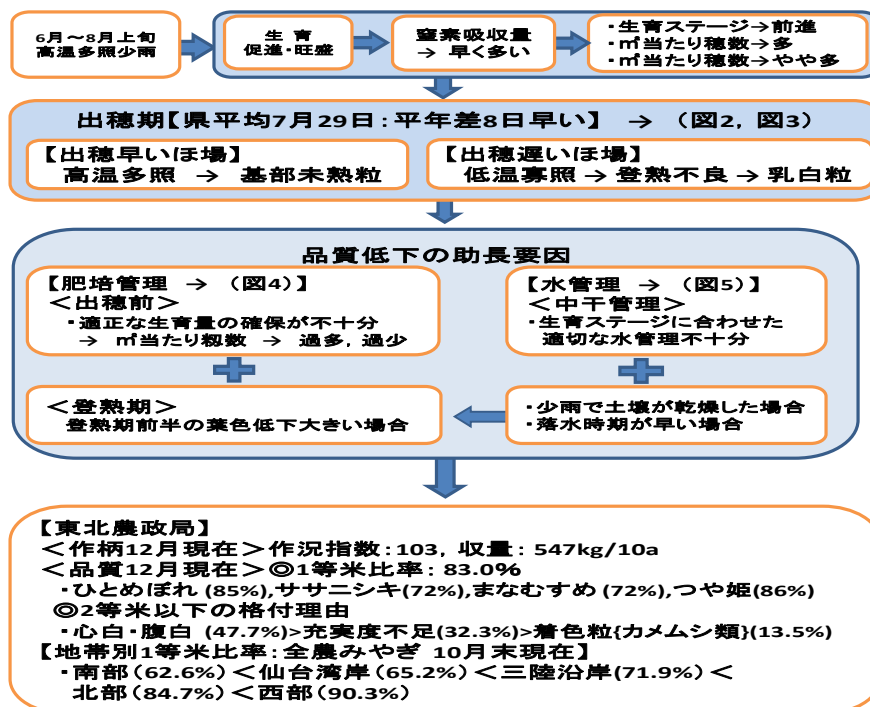 6月～8月上旬
高温多照少雨
生 育
促進・旺盛
窒素吸収量
→ 早く多い
・生育ステージ→前進
・㎡当たり穂数→多
・㎡当たり穂数→やや多
出穂期【県平均7月29日：平年差8日早い】 → （図2，図3）
【出穂早いほ場】
高温多照 → 基部未熟粒
【出穂遅いほ場】
低温寡照 → 登熟不良 → 乳白粒
品質低下の助長要因
【肥培管理 → （図4）】
＜出穂前＞
・適正な生育量の確保が不十分
→ ㎡当たり籾数 → 過多，過少
【水管理 → （図5）】
＜中干管理＞
・生育ステージに合わせた
適切な水管理不十分
＜登熟期＞
登熟期前半の葉色低下大きい場合
・少雨で土壌が乾燥した場合
・落水時期が早い場合
【東北農政局】
＜作柄12月現在＞作況指数：103，収量：547kg/10a
＜品質12月現在＞◎1等米比率：83.0%
・ひとめぼれ(85%),ササニシキ(72%),まなむすめ(72%),つや姫(86%)
◎2等米以下の格付理由
・心白・腹白 (47.7%)>充実度不足(32.3%)>着色粒{カメムシ類}(13.5%)
【地帯別1等米比率：全農みやぎ 10月末現在】
・南部（62.6%）＜仙台湾岸（65.2%）＜三陸沿岸(71.9%)＜
北部（84.7%）＜西部（90.3%）